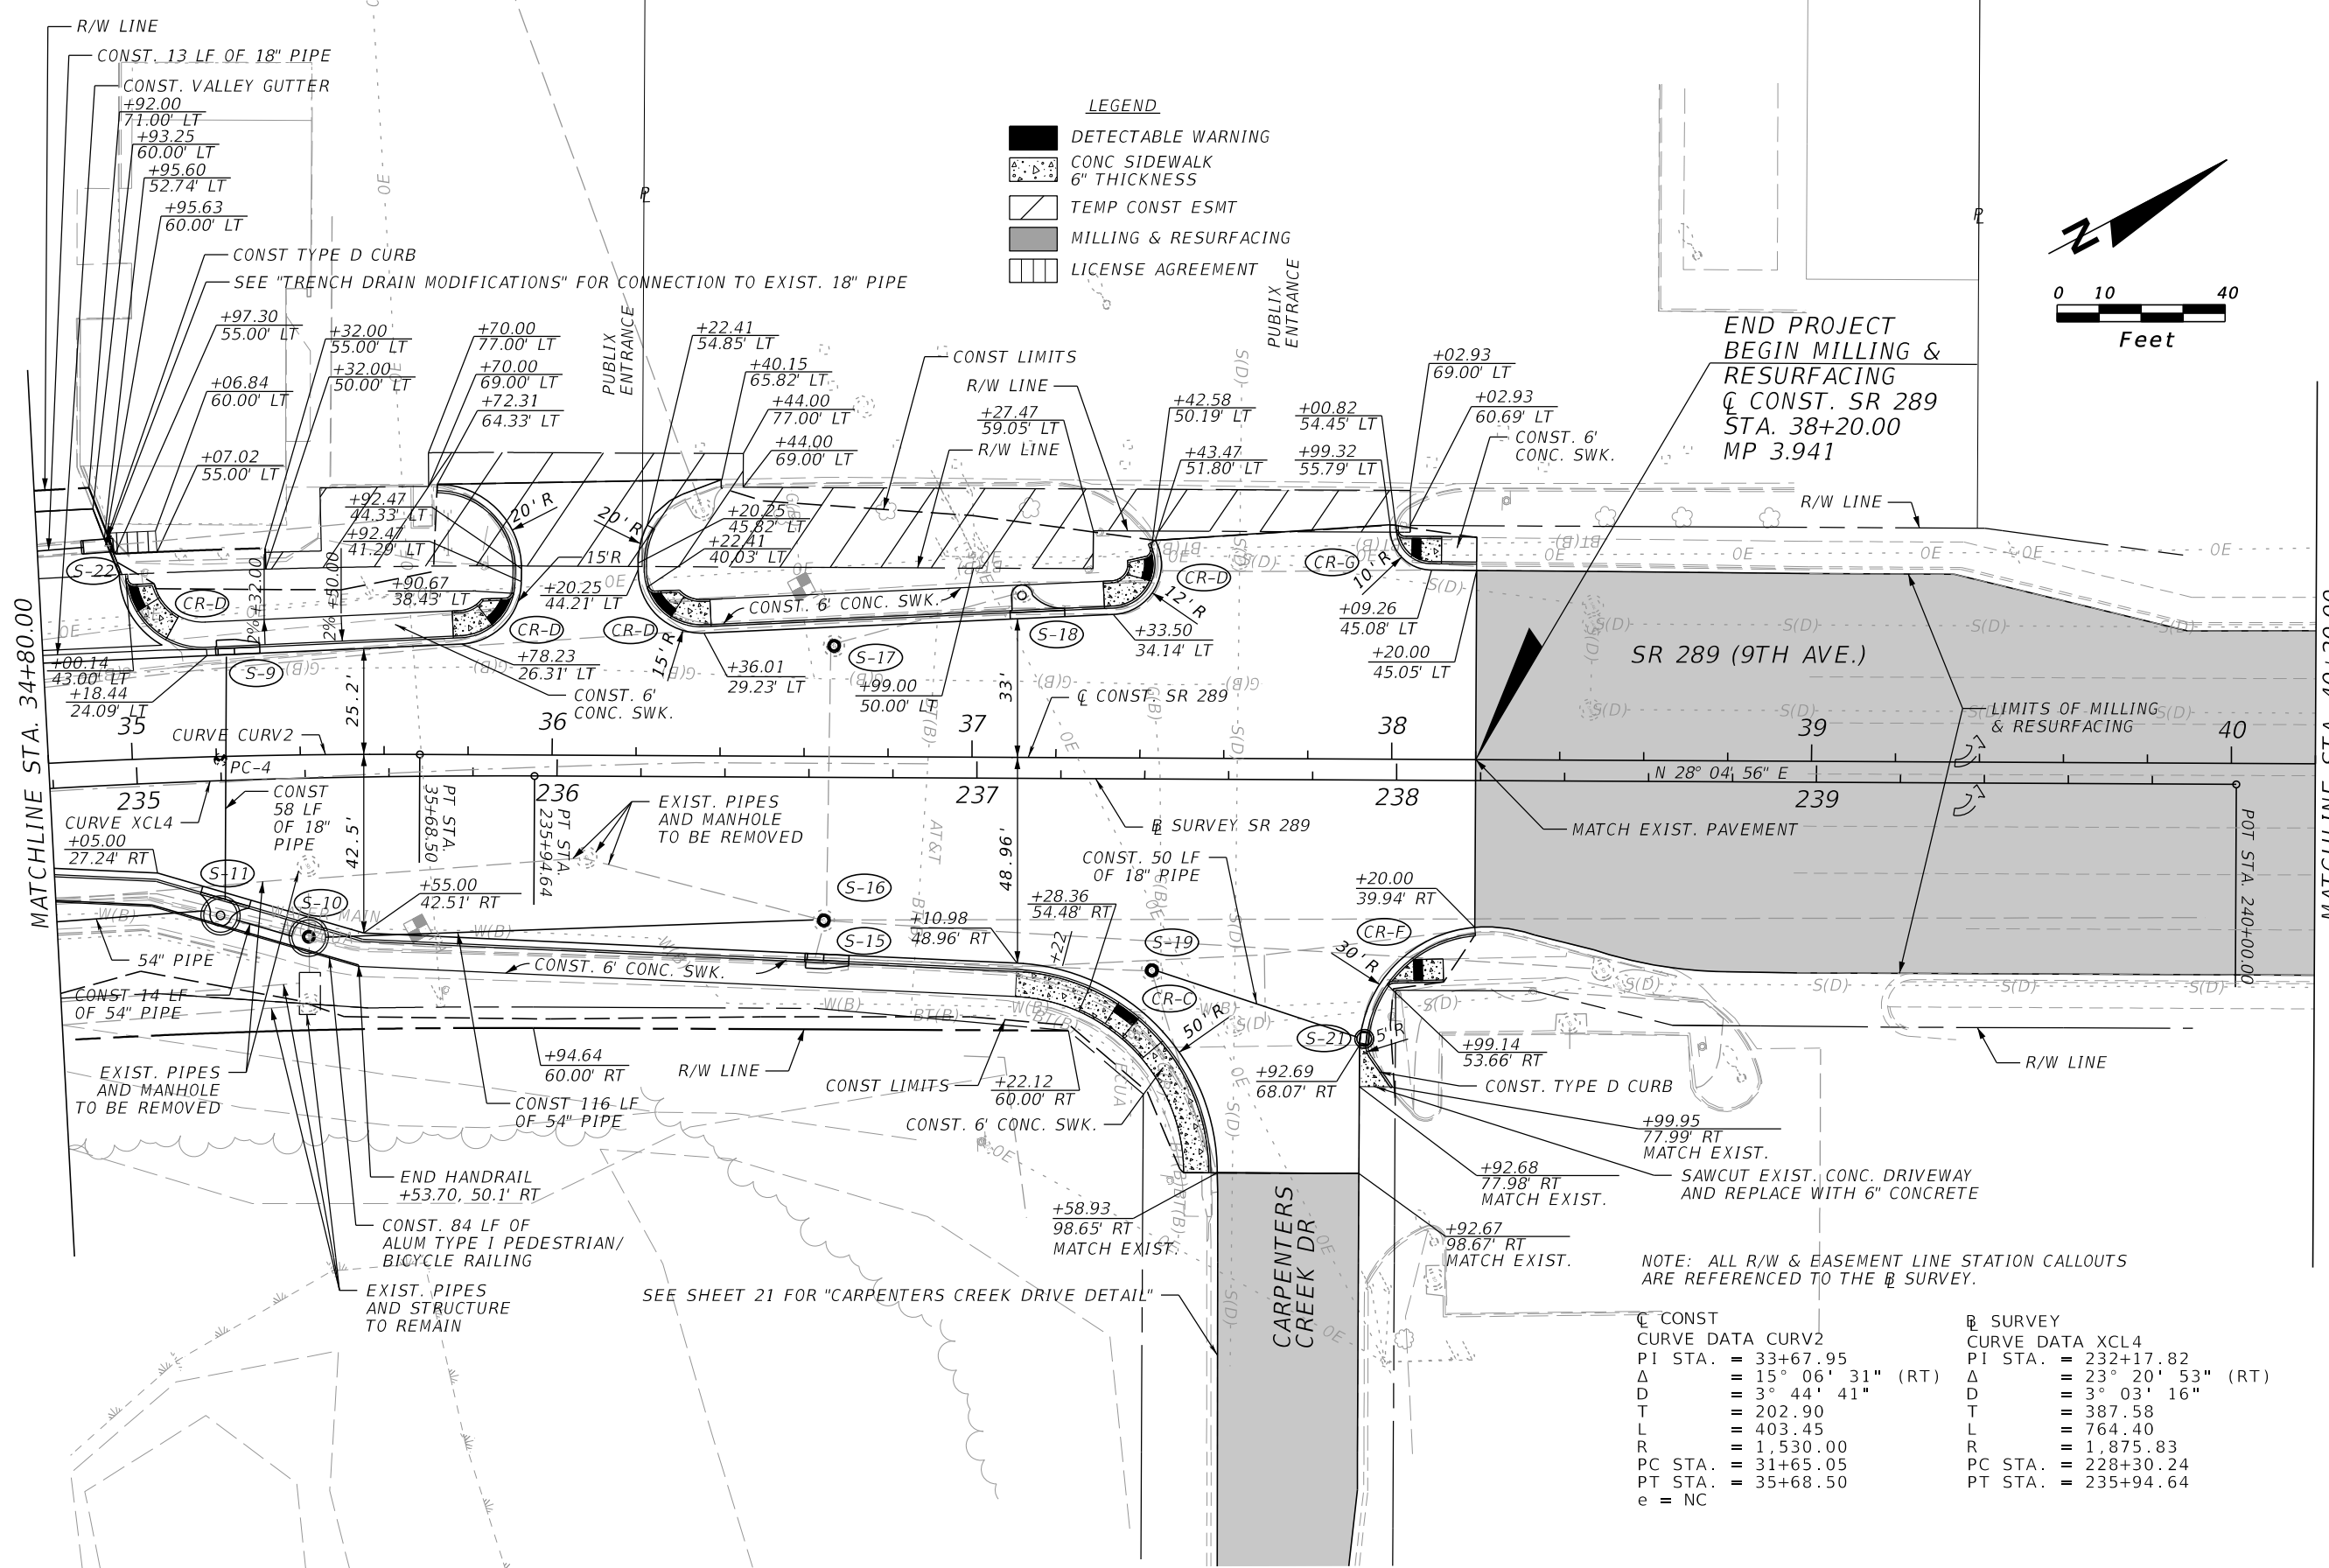 R/W LINE
CONST. 13 LF OF 18" PIPE
CONST. VALLEY GUTTER
+92.00
71.00' LT
+93.25
60.00' LT
+95.60
52.74' LT
+95.63
60.00' LT
CONST TYPE D CURB
SEE "TRENCH DRAIN MODIFICATIONS" FOR CONNECTION TO EXIST. 18" PIPE
+97.30
55.00' LT
+06.84
60.00' LT
+07.02
55.00' LT
+32.00
55.00' LT
+32.00
50.00' LT
+70.00
77.00' LT
+70.00
69.00' LT
+72.31
64.33' LT
+92.47
44.33' LT
+92.47
41.29' LT
+90.67
38.43' LT
PUBLIX
ENTRANCE
+22.41
54.85' LT
+40.15
65.82' LT
+44.00
77.00' LT
+44.00
69.00' LT
+20.25
45.82' LT
+22.41
40.03' LT
+20.25
44.21' LT
20' R
20' R
15'R
15' R
℄
LEGEND
DETECTABLE WARNING
CONC SIDEWALK
6" THICKNESS
TEMP CONST ESMT
MILLING & RESURFACING
LICENSE AGREEMENT
PUBLIX
ENTRANCE
CONST LIMITS
R/W LINE
+27.47
59.05' LT
R/W LINE
+42.58
50.19' LT
+43.47
51.80' LT
+00.82
54.45' LT
+99.32
55.79' LT
+02.93
69.00' LT
+02.93
60.69' LT
CONST. 6'
CONC. SWK.
END PROJECT
BEGIN MILLING &
RESURFACING
℄ CONST. SR 289
STA. 38+20.00
MP 3.941
N
0 10 40
Feet
R/W LINE
S-22
CR-D
S-9
CR-D
CR-D
CR-D
CR-G
S-17
S-18
12' R
10' R
2% +32.00
2% +50.00
+00.14
43.00' LT
+18.44
24.09' LT
+78.23
26.31' LT
CONST. 6'
CONC. SWK.
CONST. 6' CONC. SWK.
+36.01
29.23' LT
+99.00
50.00' LT
+33.50
34.14' LT
+09.26
45.08' LT
+20.00
45.05' LT
SR 289 (9TH AVE.)
LIMITS OF MILLING
& RESURFACING
MATCHLINE STA. 34+80.00
25.2'
33'
℄ CONST. SR 289
CURVE CURV2
35 36 37 38 39 40
PC-4
N 28° 04' 56" E
235 236 237 238 239
CURVE XCL4
+05.00
27.24' RT
CONST
58 LF
OF 18"
PIPE
42.5'
PT STA.
35+68.50
PT STA.
235+94.64
EXIST. PIPES
AND MANHOLE
TO BE REMOVED
48.96'
B SURVEY SR 289
MATCH EXIST. PAVEMENT
POT STA. 240+00.00
S-11
S-10
+55.00
42.51' RT
S-16
S-15
+10.98
48.96' RT
CONST. 50 LF
OF 18" PIPE
+28.36
54.48' RT
+22
S-19
CR-C
50' R
+20.00
39.94' RT
CR-F
30' R
S-21
5'R
54" PIPE
CONST 14 LF
OF 54" PIPE
CONST. 6' CONC. SWK.
EXIST. PIPES
AND MANHOLE
TO BE REMOVED
+94.64
60.00' RT
CONST 116 LF
OF 54" PIPE
R/W LINE
CONST LIMITS
+22.12
60.00' RT
CONST. 6' CONC. SWK.
+92.69
68.07' RT
+99.14
53.66' RT
CONST. TYPE D CURB
R/W LINE
+99.95
77.99' RT
MATCH EXIST.
+92.68
77.98' RT
MATCH EXIST.
SAWCUT EXIST. CONC. DRIVEWAY
AND REPLACE WITH 6" CONCRETE
END HANDRAIL
+53.70, 50.1' RT
CONST. 84 LF OF
ALUM TYPE I PEDESTRIAN/
BICYCLE RAILING
EXIST. PIPES
AND STRUCTURE
TO REMAIN
+58.93
98.65' RT
MATCH EXIST.
+92.67
98.67' RT
MATCH EXIST.
CARPENTERS
CREEK DR
SEE SHEET 21 FOR "CARPENTERS CREEK DRIVE DETAIL"
NOTE: ALL R/W & EASEMENT LINE STATION CALLOUTS
ARE REFERENCED TO THE B SURVEY.
℄ CONST
CURVE DATA CURV2
PI STA. = 33+67.95
Δ = 15° 06' 31" (RT)
D = 3° 44' 41"
T = 202.90
L = 403.45
R = 1,530.00
PC STA. = 31+65.05
PT STA. = 35+68.50
e = NC
B SURVEY
CURVE DATA XCL4
PI STA. = 232+17.82
Δ = 23° 20' 53" (RT)
D = 3° 03' 16"
T = 387.58
L = 764.40
R = 1,875.83
PC STA. = 228+30.24
PT STA. = 235+94.64